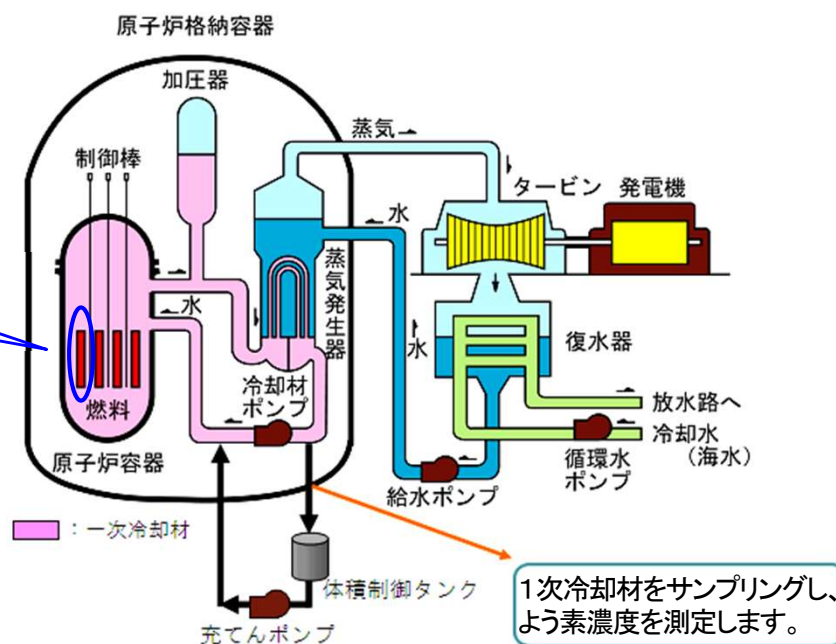 原子炉格納容器
加圧器
制御棒
蒸気
タービン
発電機
水
水
蒸気発生器
水
復水器
冷却材
ポンプ
燃料
原子炉容器
放水路へ
冷却水
(海水)
循環水
ポンプ
給水ポンプ
:一次冷却材
体積制御タンク
充てんポンプ
1次冷却材をサンプリングし、
よう素濃度を測定します。